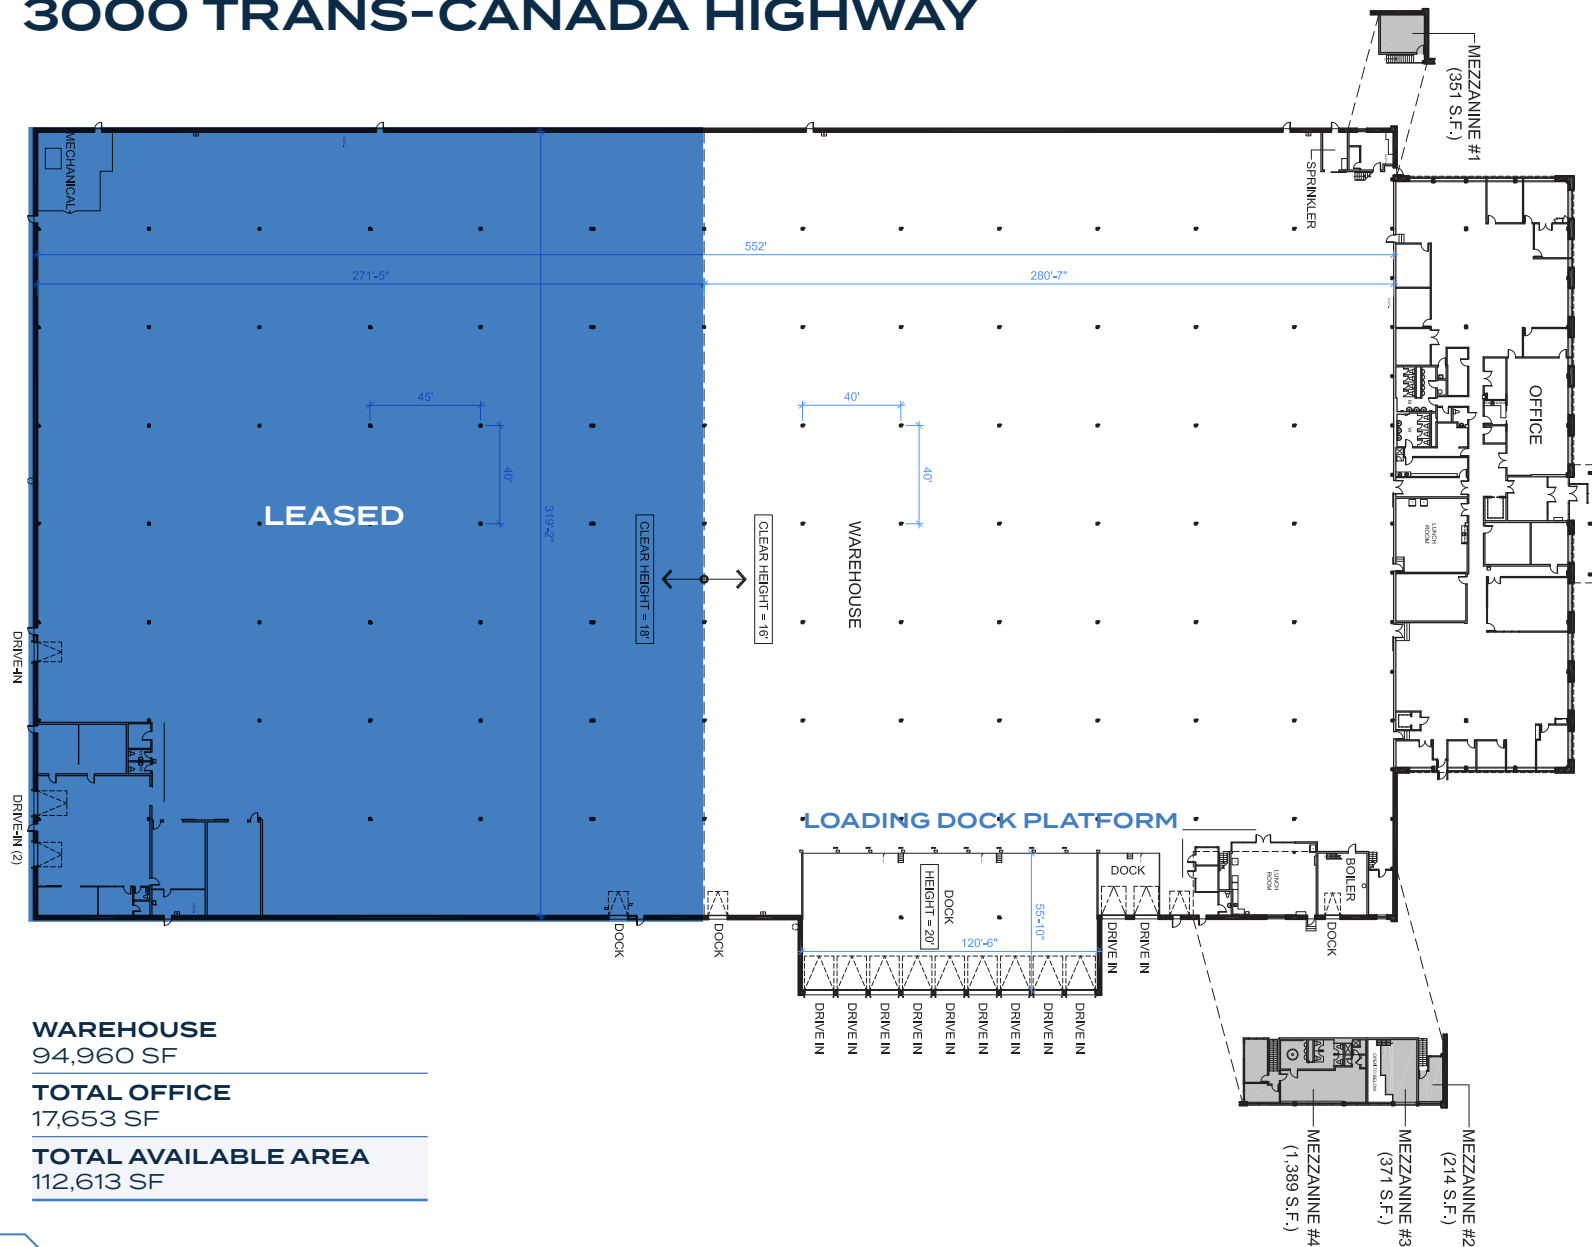 3000 TRANS-CANADA HIGHWAY
MEZZANINE #1
(351 S.F.)
MECHANICAL
SPRINKLER
552'
271'-5"
280'-7"
45'
40'
40'
40'
319'-2"
OFFICE
LEASED
CLEAR HEIGHT = 18'
CLEAR HEIGHT = 16'
WAREHOUSE
LUNCH
ROOM
M
W
DRIVE-IN
DRIVE-IN (2)
LOADING DOCK PLATFORM
DOCK
HEIGHT = 20'
55'-10"
120'-6"
DOCK
LUNCH
ROOM
BOILER
DOCK
DOCK
DRIVE IN
DRIVE IN
DOCK
DRIVE IN
DRIVE IN
DRIVE IN
DRIVE IN
DRIVE IN
DRIVE IN
DRIVE IN
DRIVE IN
DRIVE IN
OPEN TO BELOW
MEZZANINE #4
(1,389 S.F.)
MEZZANINE #3
(371 S.F.)
MEZZANINE #2
(214 S.F.)
WAREHOUSE
94,960 SF
TOTAL OFFICE
17,653 SF
TOTAL AVAILABLE AREA
112,613 SF